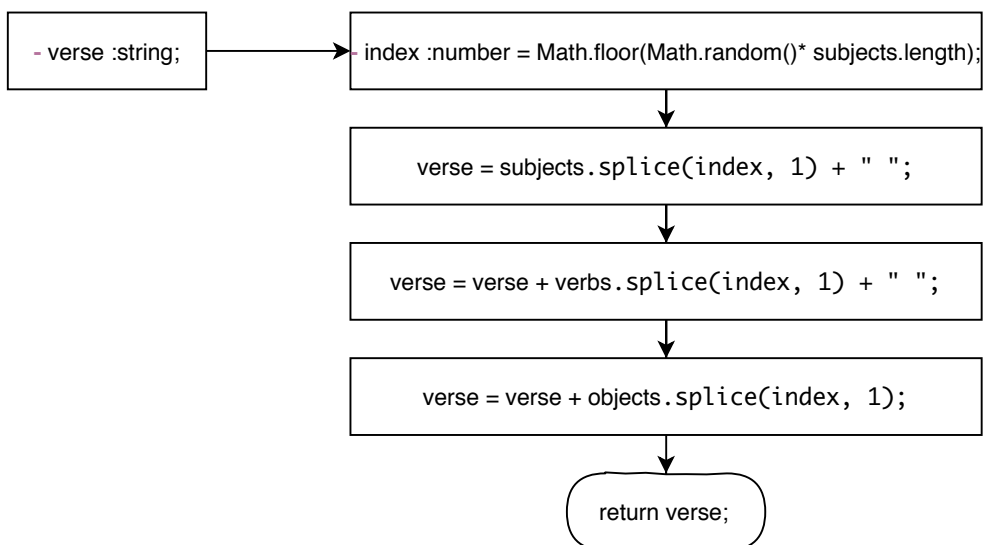 - verse :string;
- index :number = Math.floor(Math.random()* subjects.length);
verse = subjects.splice(index, 1) + " ";
verse = verse + verbs.splice(index, 1) + " ";
verse = verse + objects.splice(index, 1);
return verse;